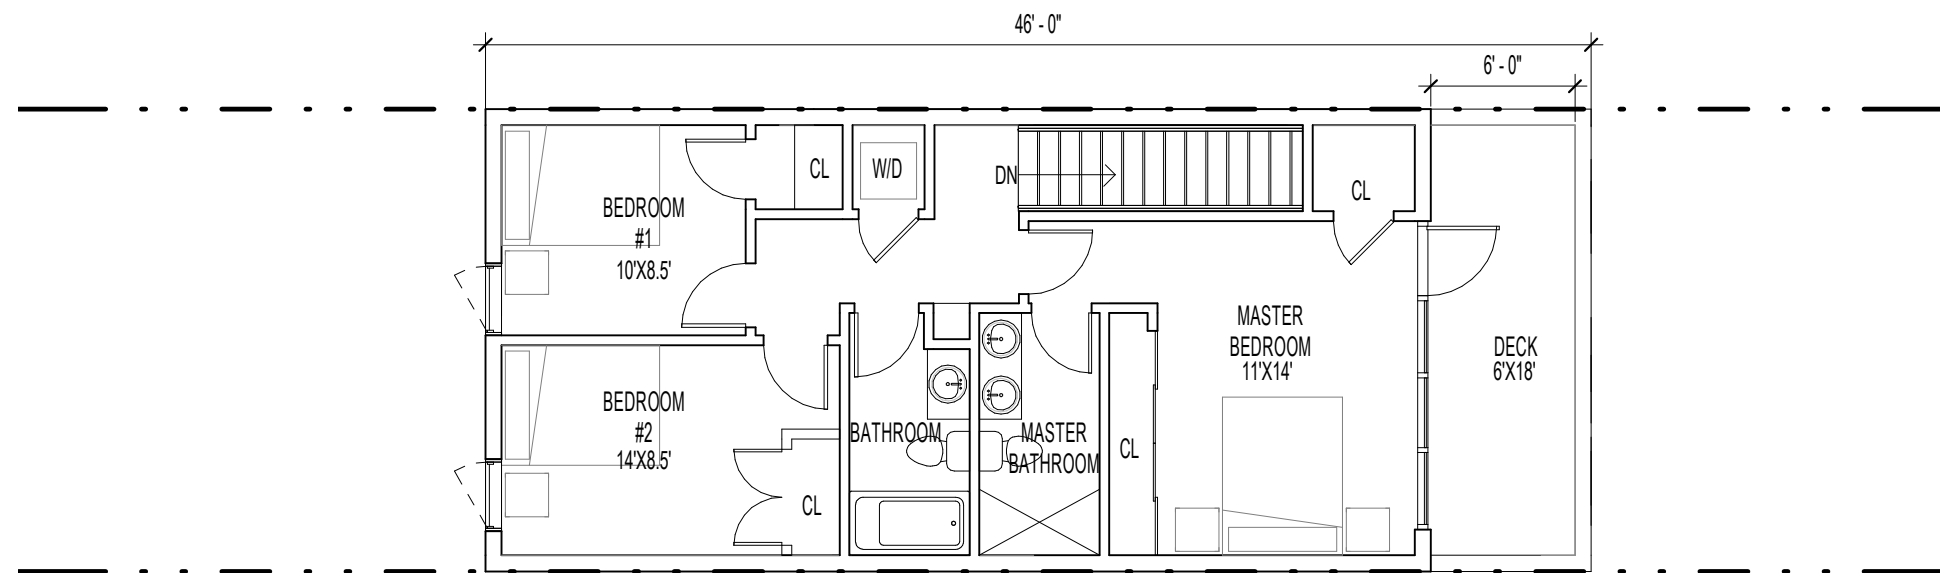 46' - 0"
6' - 0"
BEDROOM
#1
10'X8.5'
CL
W/D
DN
CL
MASTER
BEDROOM
11'X14'
DECK
6'X18'
BEDROOM
#2
14'X8.5'
CL
BATHROOM
MASTER
BATHROOM
CL